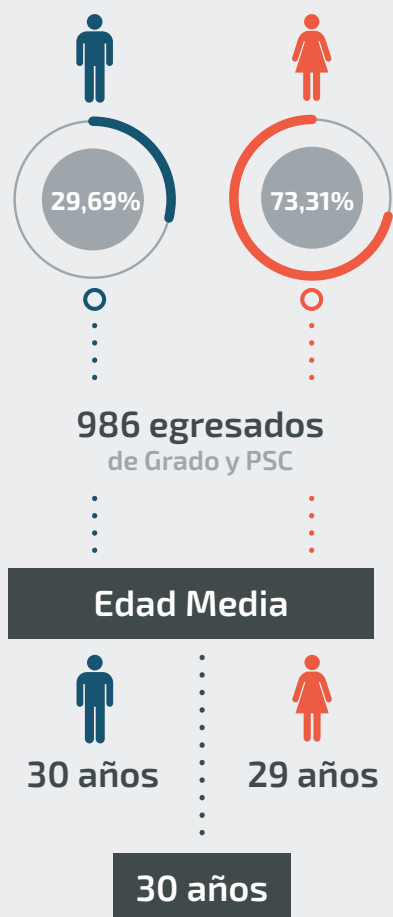 29,69%
73,31%
986 egresados
de Grado y PSC
Edad Media
30 años
29 años
30 años